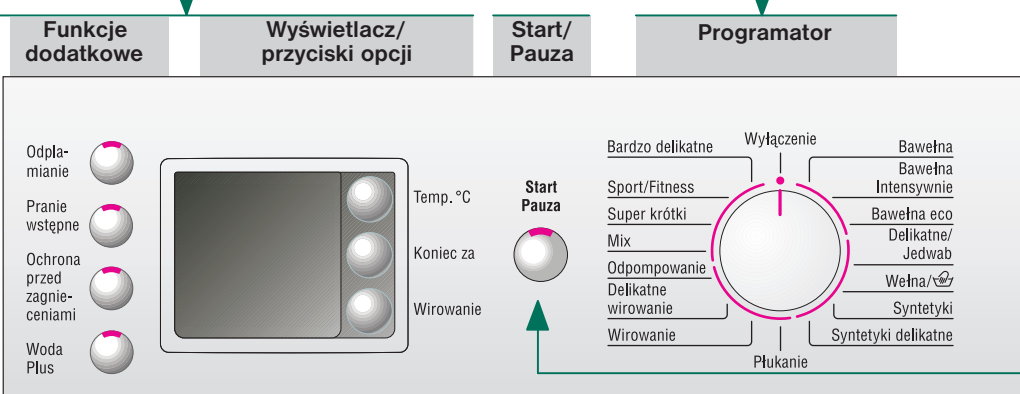 Funkcje
dodatkowe
Wyświetlacz/
przyciski opcji
Start/
Pauza
Programator
Odpla-
mianie
Pranie
wstępne
Ochrona
przed
zagnie-
ceniami
Woda
Plus
Temp. °C
Koniec za
Wirowanie
Start
Pauza
Wyłączenie
Bardzo delikatne
Sport/Fitness
Super krótki
Mix
Odpompowanie
Delikatne
wirowanie
Wirowanie
Płukanie
Bawełna
Bawełna
Intensywnie
Bawełna eco
Delikatne/
Jedwab
Wełna/
Syntetyki
Syntetyki delikatne